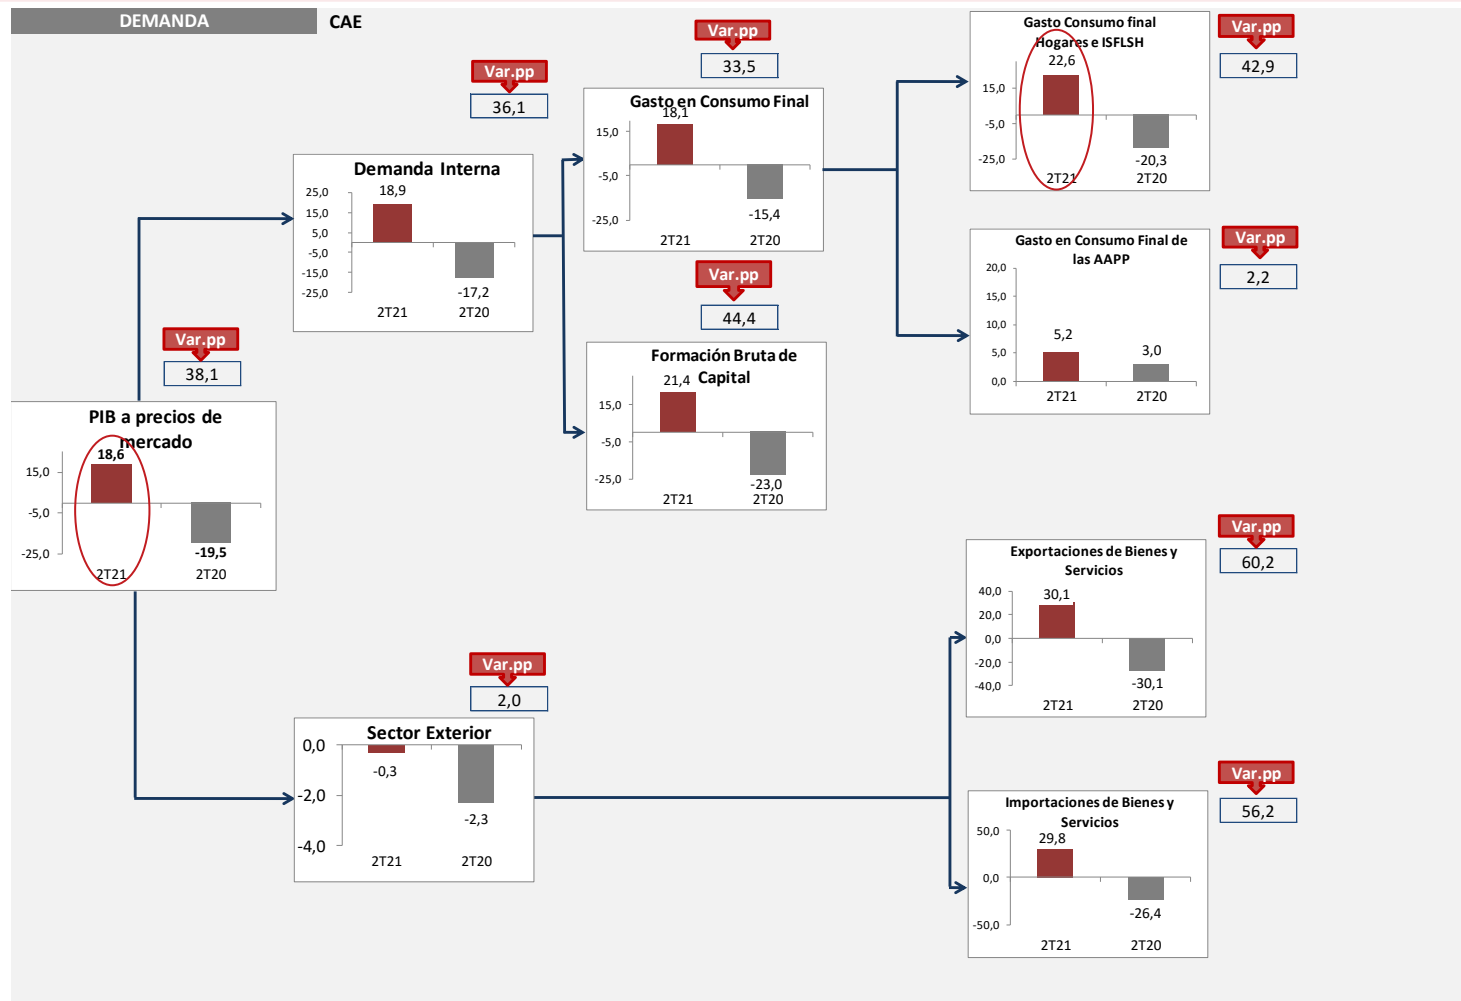 DEMANDA
CAE
Var.pp
38,1
PIB a precios de
mercado
18,6
15,0
-5,0
-25,0
-19,5
2T21
2T20
Var.pp
36,1
Demanda Interna
25,0
18,9
15,0
5,0
-5,0
-15,0
-25,0
-17,2
2T21
2T20
Var.pp
33,5
Gasto en Consumo Final
18,1
15,0
-5,0
-25,0
-15,4
2T21
2T20
Var.pp
44,4
Formación Bruta de
Capital
21,4
15,0
-5,0
-25,0
-23,0
2T21
2T20
Gasto Consumo final
Hogares e ISFLSH
22,6
15,0
-5,0
-25,0
-20,3
2T21
2T20
Var.pp
42,9
Gasto en Consumo Final de
las AAPP
20,0
15,0
10,0
5,0
0,0
5,2
3,0
2T21
2T20
Var.pp
2,2
Var.pp
2,0
Sector Exterior
0,0
-2,0
-4,0
-0,3
-2,3
2T21
2T20
Exportaciones de Bienes y
Servicios
40,0
20,0
0,0
-20,0
-40,0
30,1
-30,1
2T21
2T20
Var.pp
60,2
Importaciones de Bienes y
Servicios
50,0
0,0
-50,0
29,8
-26,4
2T21
2T20
Var.pp
56,2